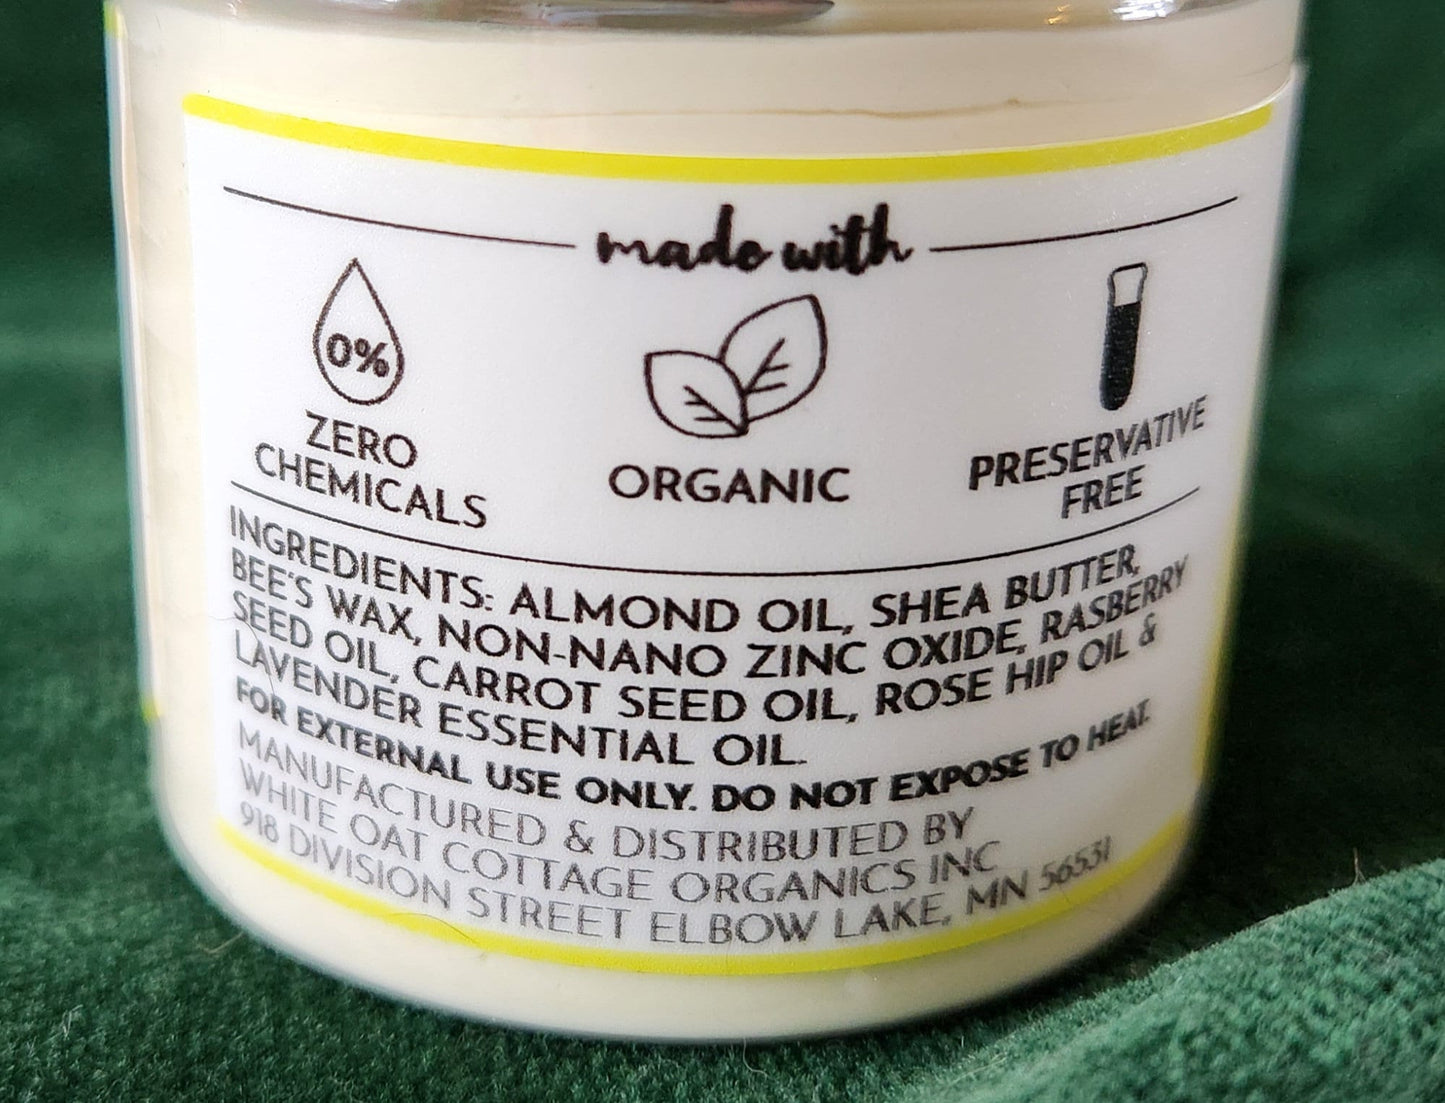 made with
0%
ZERO
CHEMICALS
ORGANIC
PRESERVATIVE
FREE
INGREDIENTS: ALMOND OIL, SHEA BUTTER,
BEE'S WAX, NON-NANO ZINC OXIDE, RASBERRY
SEED OIL, CARROT SEED OIL, ROSE HIP OIL &
LAVENDER ESSENTIAL OIL.
FOR EXTERNAL USE ONLY. DO NOT EXPOSE TO HEAT.
MANUFACTURED & DISTRIBUTED BY
WHITE OAT COTTAGE ORGANICS INC
918 DIVISION STREET ELBOW LAKE, MN 56531